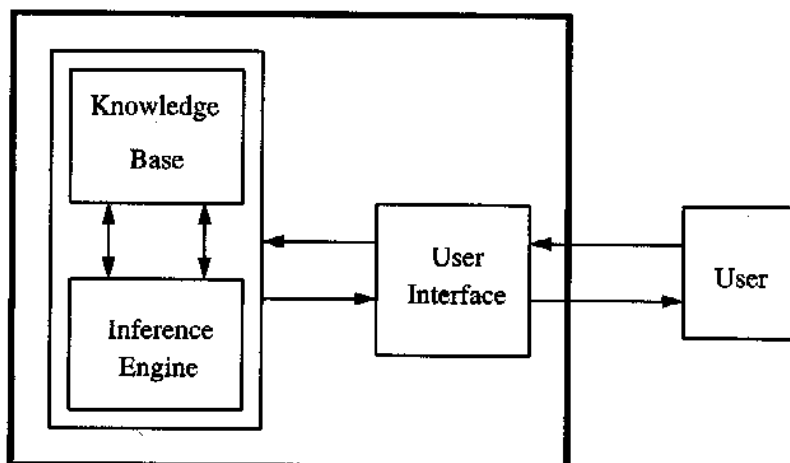 Knowledge
Base
User
Interface
User
Inference
Engine